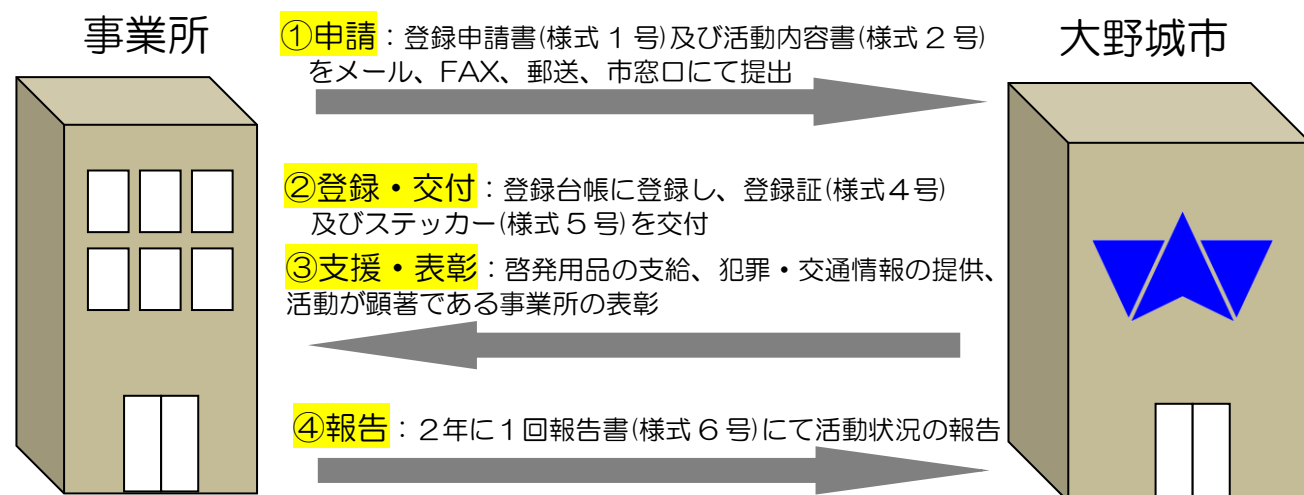 事業所
大野城市
①申請：登録申請書(様式１号)及び活動内容書(様式２号)
をメール、FAX、郵送、市窓口にて提出
②登録・交付：登録台帳に登録し、登録証(様式４号)
及びステッカー(様式５号)を交付
③支援・表彰：啓発用品の支給、犯罪・交通情報の提供、
活動が顕著である事業所の表彰
④報告：２年に１回報告書(様式６号)にて活動状況の報告